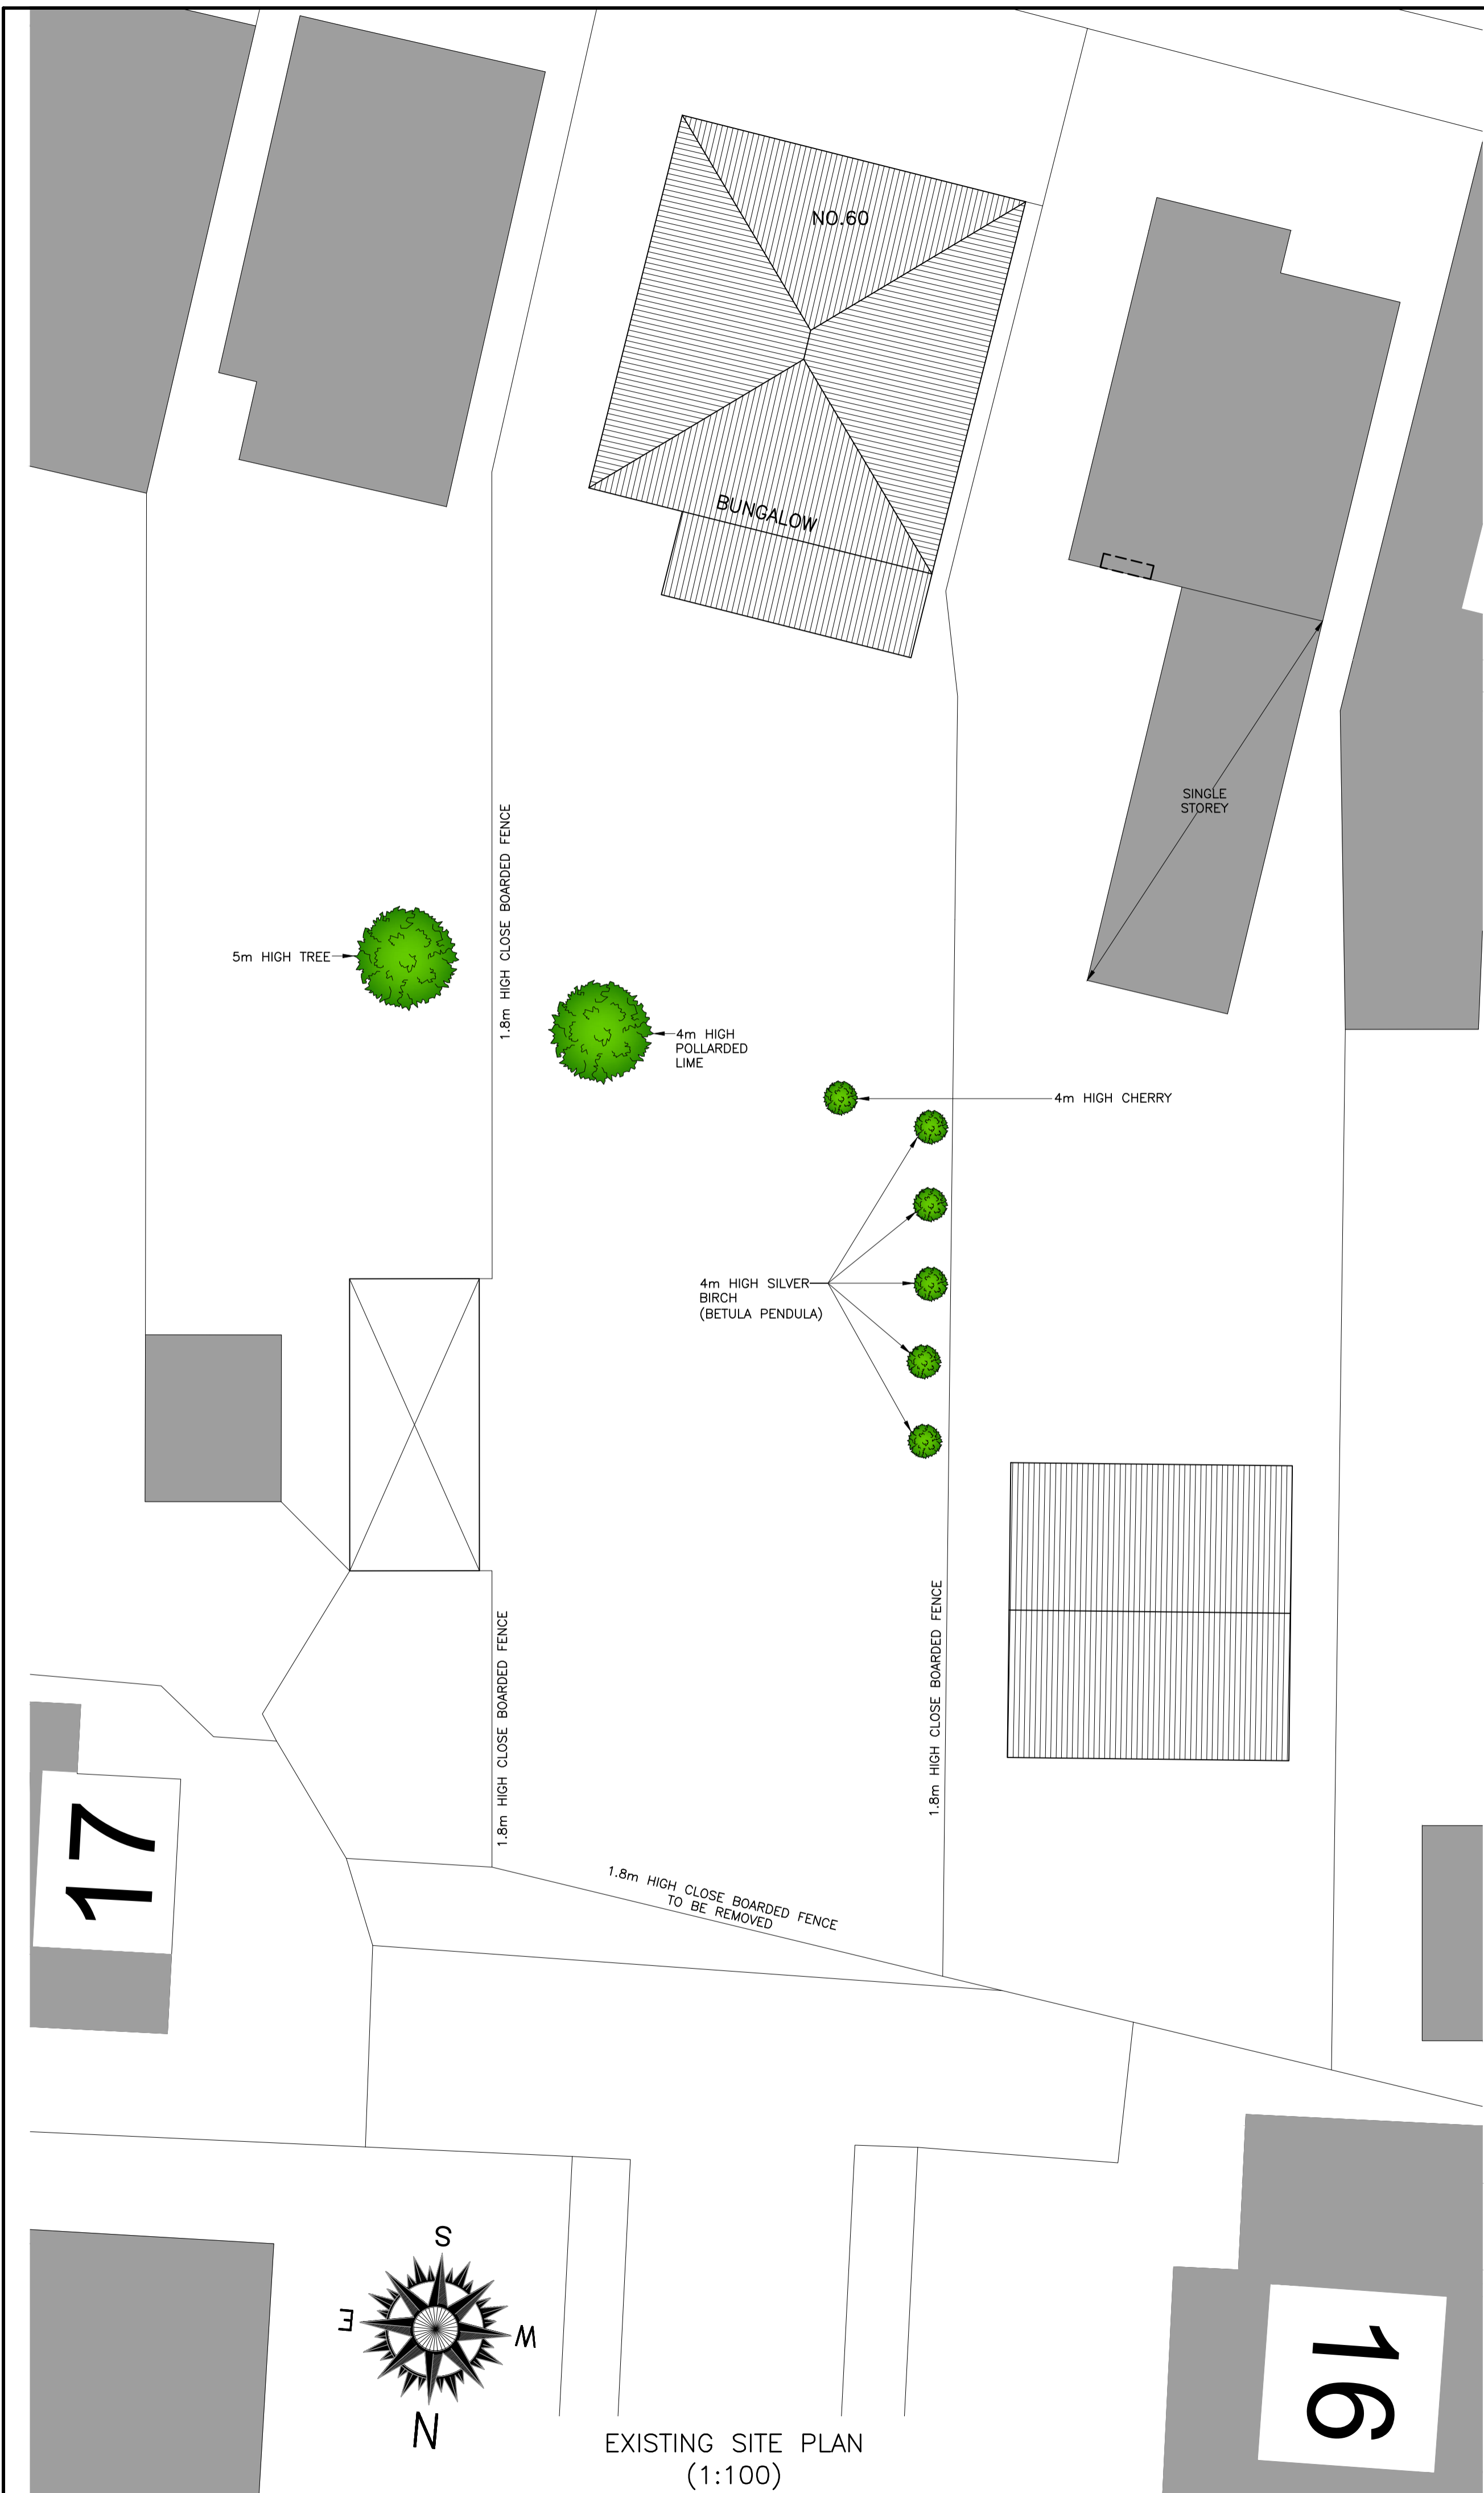 NO.60
BUNGALOW
SINGLE
STOREY
1.8m HIGH CLOSE BOARDED FENCE
5m HIGH TREE
4m HIGH
POLLARDED
LIME
4m HIGH CHERRY
4m HIGH SILVER
BIRCH
(BETULA PENDULA)
1.8m HIGH CLOSE BOARDED FENCE
1.8m HIGH CLOSE BOARDED FENCE
17
1.8m HIGH CLOSE BOARDED FENCE
TO BE REMOVED
S
E
W
N
16
EXISTING SITE PLAN
(1:100)